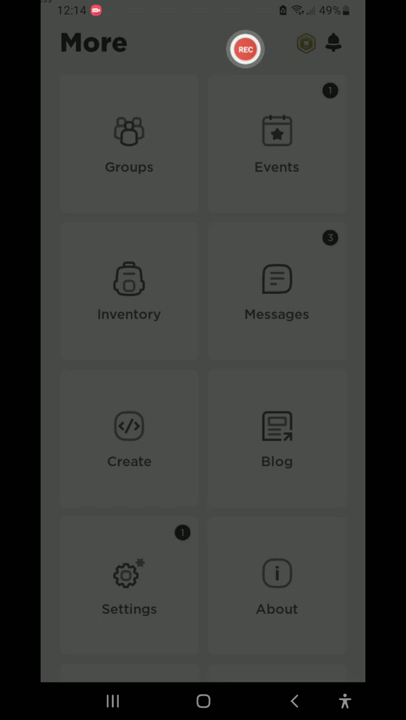 12:14
49%
More
REC
1
Groups
Events
3
Inventory
Messages
Create
Blog
1
Settings
About